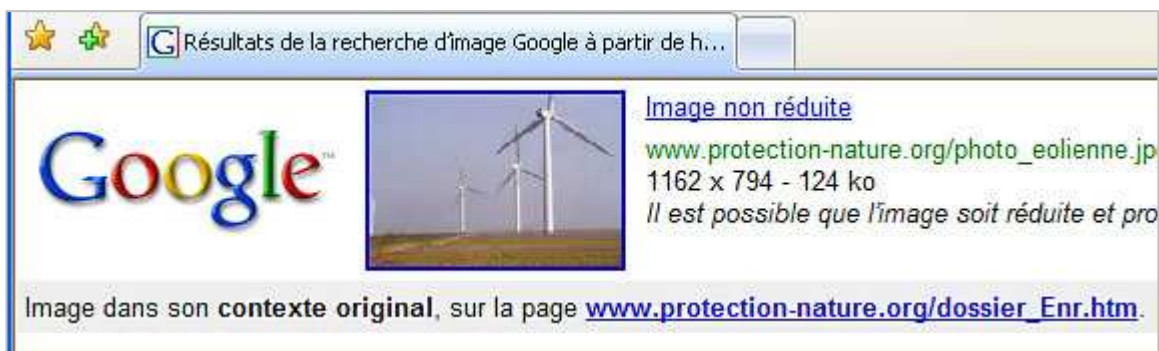 Résultats de la recherche d'image Google à partir de h...
Google™
Image non réduite
www.protection-nature.org/photo_eolienne.jp
1162 x 794 - 124 ko
Il est possible que l'image soit réduite et pro
Image dans son contexte original, sur la page www.protection-nature.org/dossier_Enr.htm.